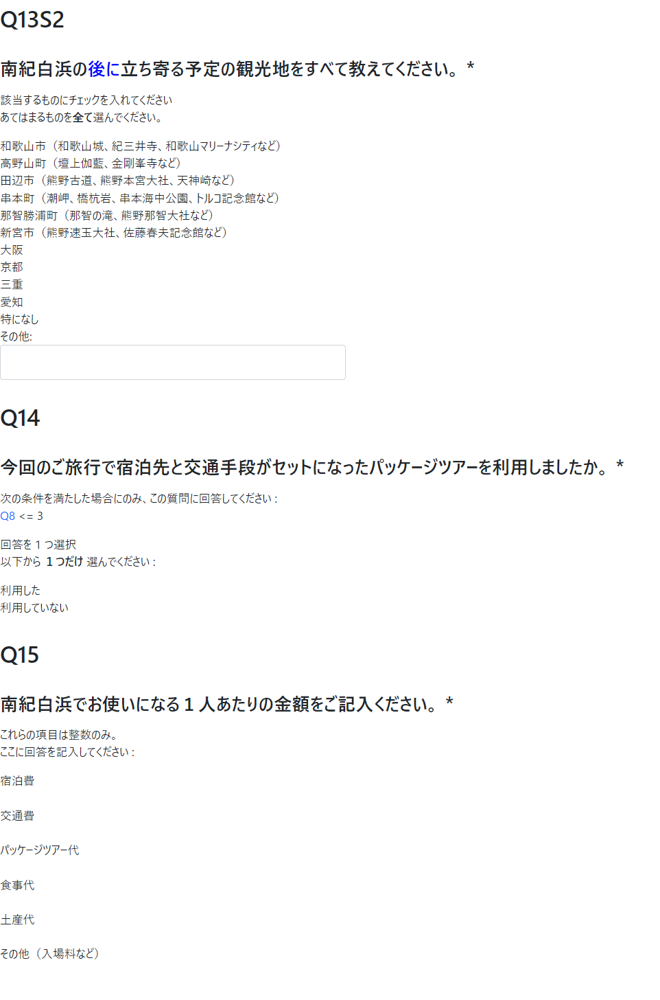 Q13S2
南紀白浜の後に立ち寄る予定の観光地をすべて教えてください。 *
該当するものにチェックを入れてください
あてはまるものを全て選んでください。
和歌山市（和歌山城、紀三井寺、和歌山マリーナシティなど）
高野山町（壇上伽藍、金剛峯寺など）
田辺市（熊野古道、熊野本宮大社、天神崎など）
串本町（潮岬、橋杭岩、串本海中公園、トルコ記念館など）
那智勝浦町（那智の滝、熊野那智大社など）
新宮市（熊野速玉大社、佐藤春夫記念館など）
大阪
京都
三重
愛知
特になし
その他:
Q14
今回のご旅行で宿泊先と交通手段がセットになったパッケージツアーを利用しましたか。 *
次の条件を満たした場合にのみ、この質問に回答してください :
Q8 <= 3
回答を 1 つ選択
以下から 1 つだけ 選んでください :
利用した
利用していない
Q15
南紀白浜でお使いになる 1 人あたりの金額をご記入ください。 *
これらの項目は整数のみ。
ここに回答を記入してください :
宿泊費
交通費
パッケージツアー代
食事代
土産代
その他（入場料など）